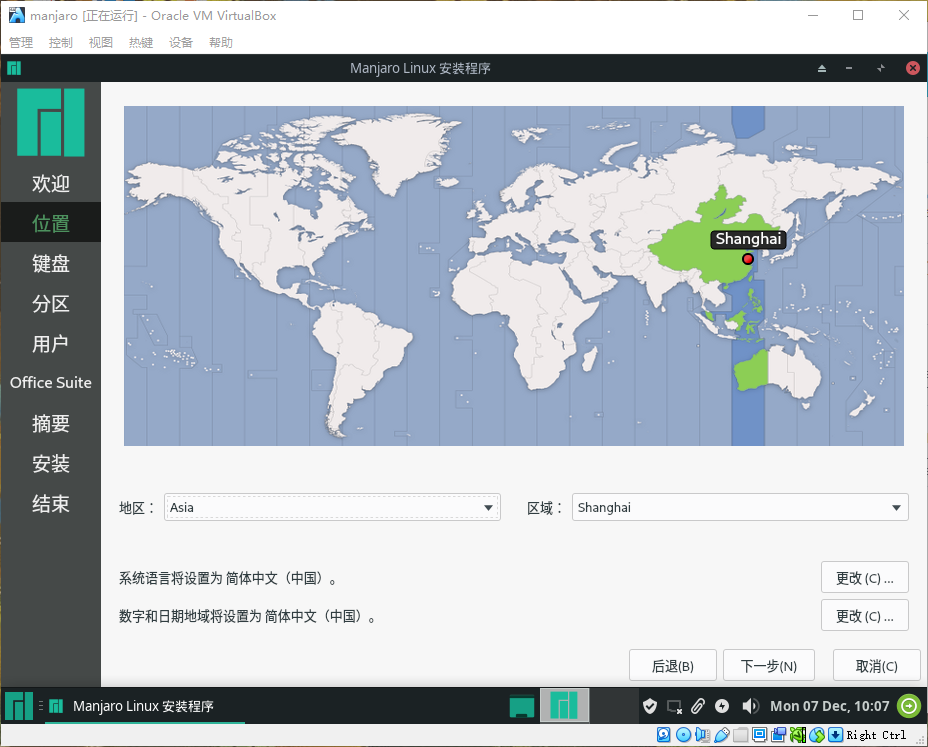 manjaro [正在运行] - Oracle VM VirtualBox
管理 控制 视图 热键 设备 帮助
Manjaro Linux 安装程序
欢迎
位置
键盘
分区
用户
Office Suite
摘要
安装
结束
Shanghai
地区： Asia 区域： Shanghai
系统语言将设置为 简体中文（中国）。 更改 (C) ...
数字和日期地域将设置为 简体中文（中国）。 更改 (C) ...
后退(B) 下一步(N) 取消(C)
Manjaro Linux 安装程序 Mon 07 Dec, 10:07
Right Ctrl